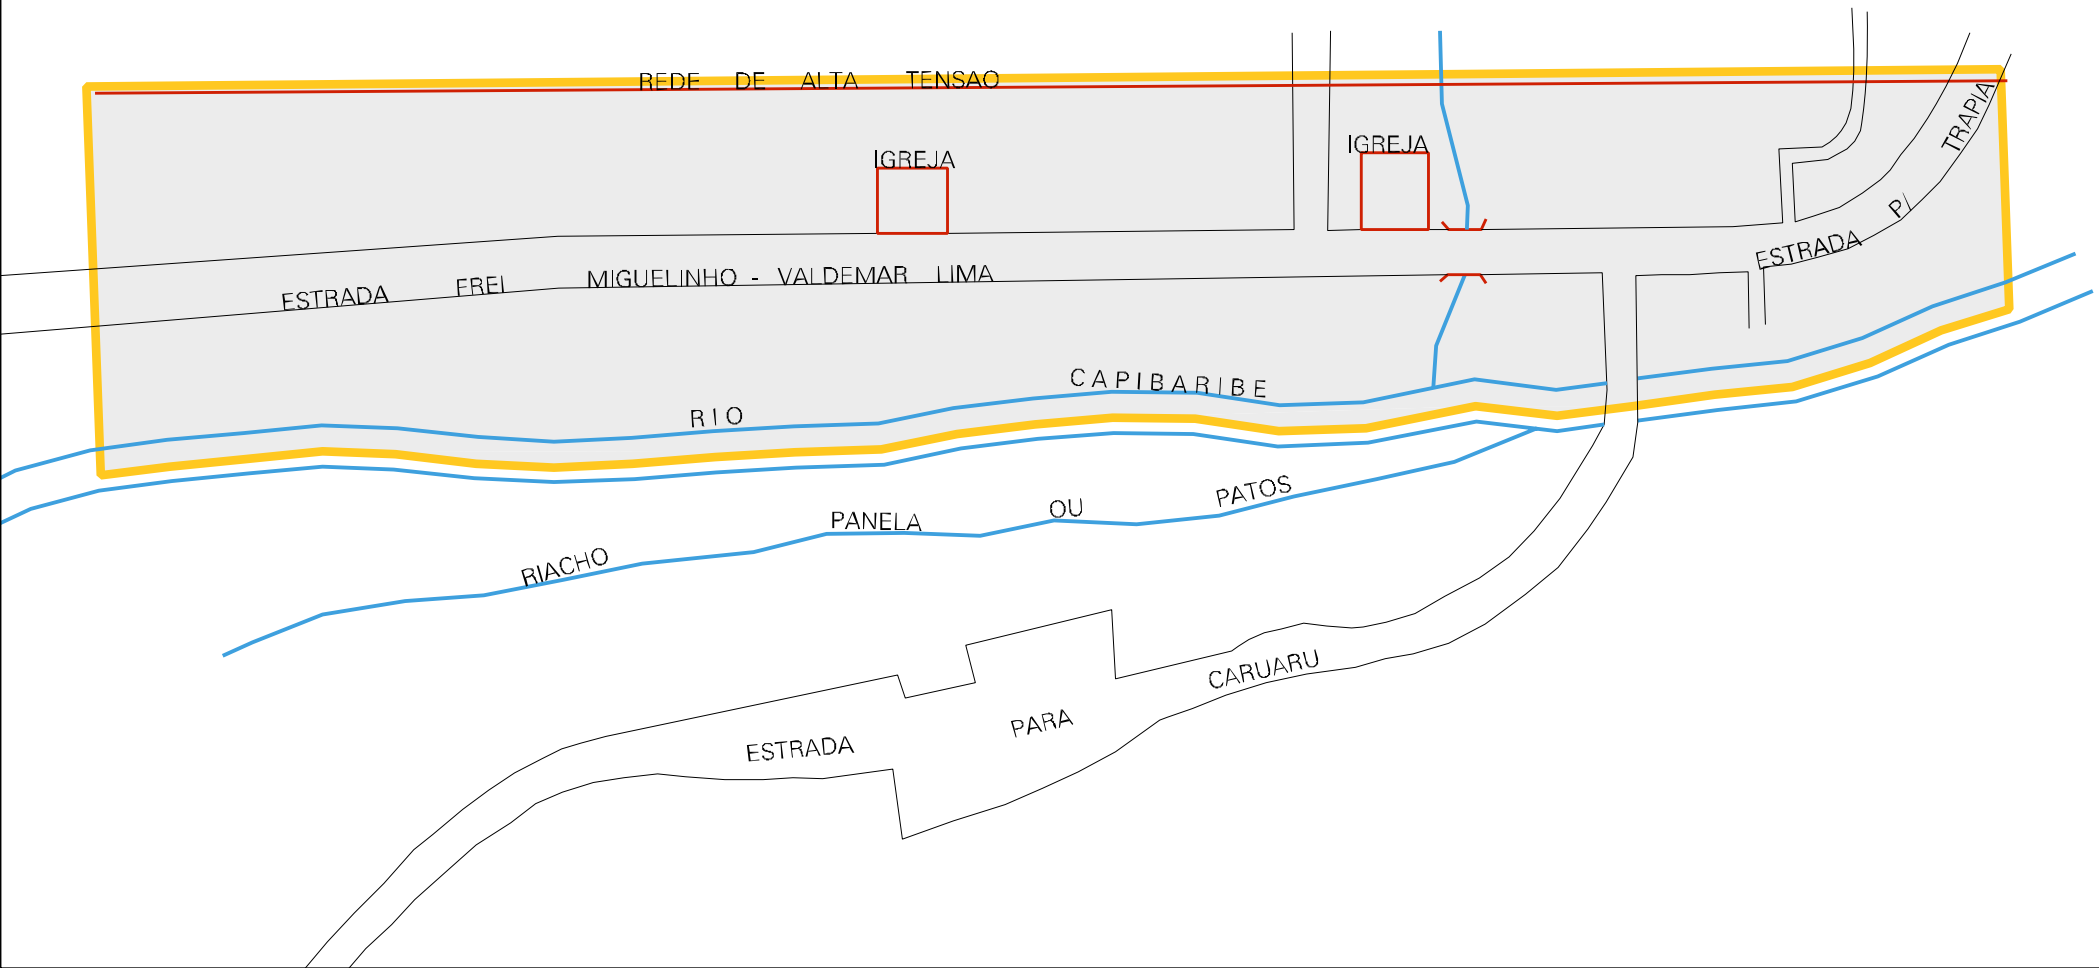 REDE DE ALTA TENSAO
IGREJA
IGREJA
ESTRADA FREI MIGUELINHO - VALDEMAR LIMA
ESTRADA P/ TRAPIA
RIO CAPIBARIBE
RIACHO PANELA OU PATOS
ESTRADA PARA CARUARU